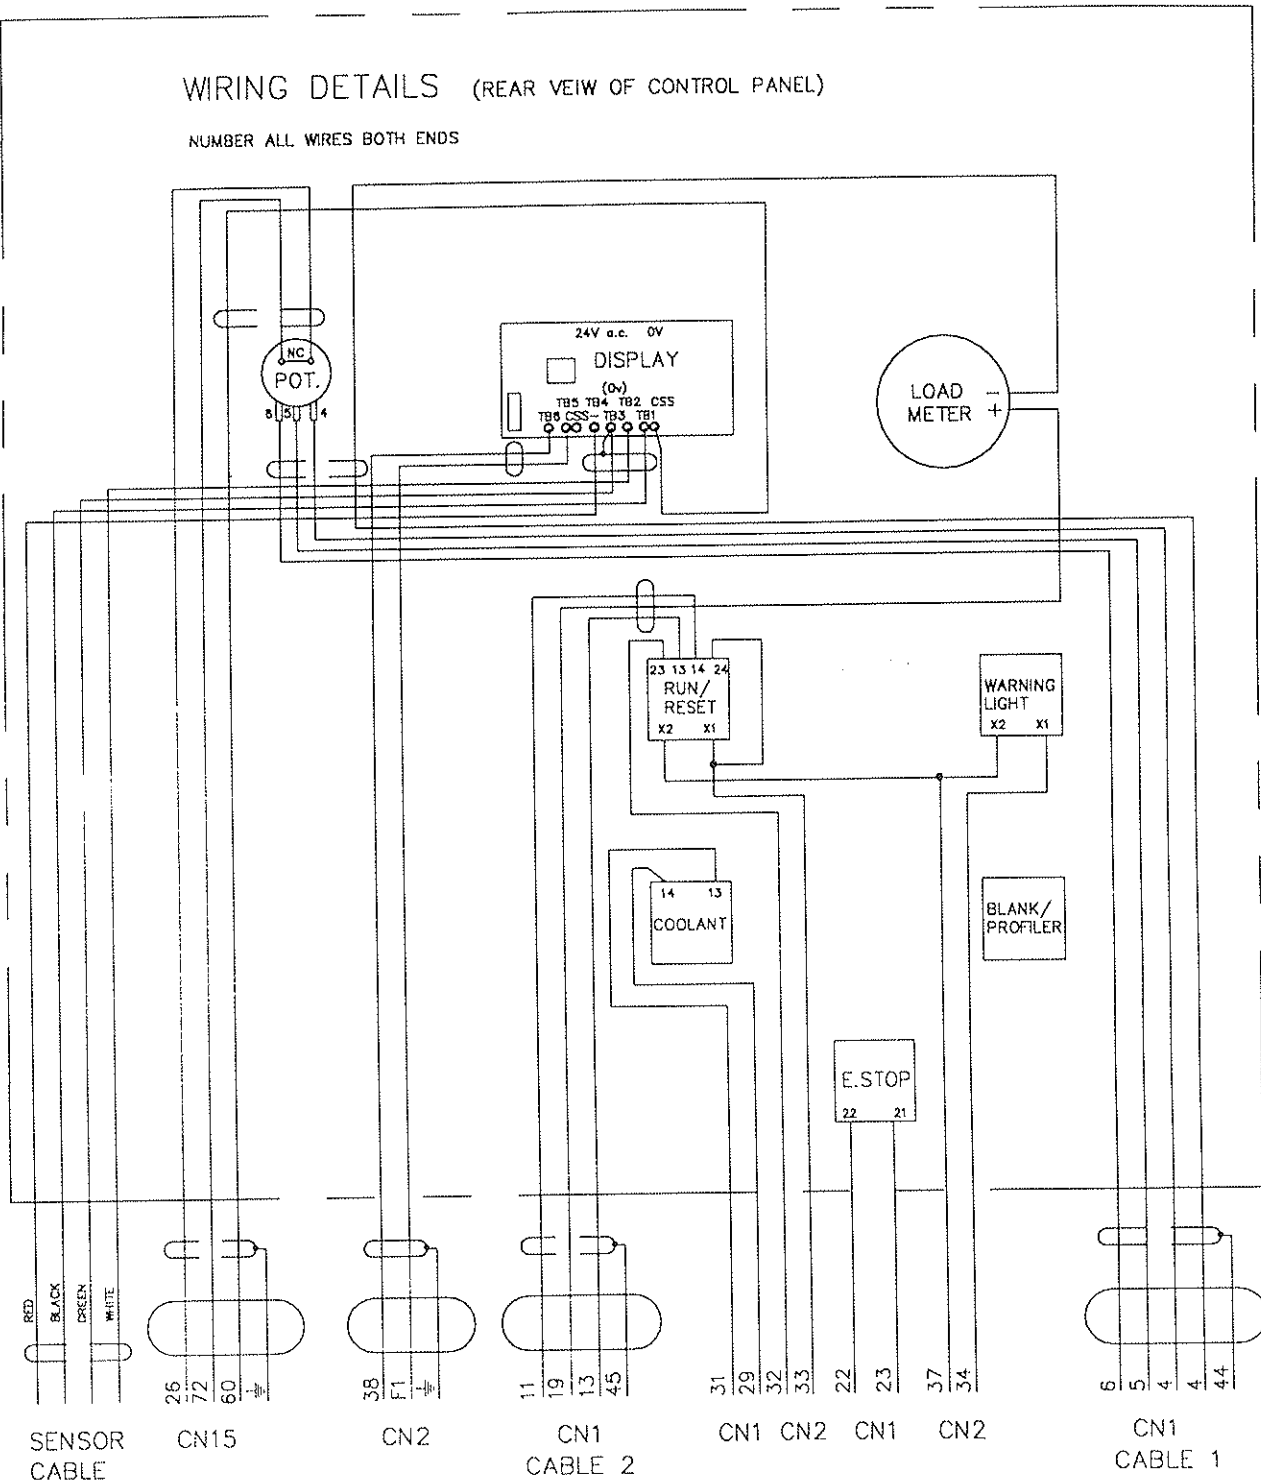 WIRING DETAILS (REAR VEIW OF CONTROL PANEL)
NUMBER ALL WIRES BOTH ENDS
NC
POT.
6 5 4
24V a.c. 0V
DISPLAY
(0v)
TB5 TB4 TB2 CSS
TB6 CSS- TB3 TB1
LOAD
METER
-
+
23 13 14 24
RUN/
RESET
X2 X1
WARNING
LIGHT
X2 X1
14 13
COOLANT
BLANK/
PROFILER
E.STOP
22 21
RED
BLACK
GREEN
WHITE
26
72
60
38
F1
11
19
13
45
31
29
32
33
22
23
37
34
6
5
4
4
44
SENSOR
CABLE
CN15
CN2
CN1
CABLE 2
CN1
CN2
CN1
CN2
CN1
CABLE 1